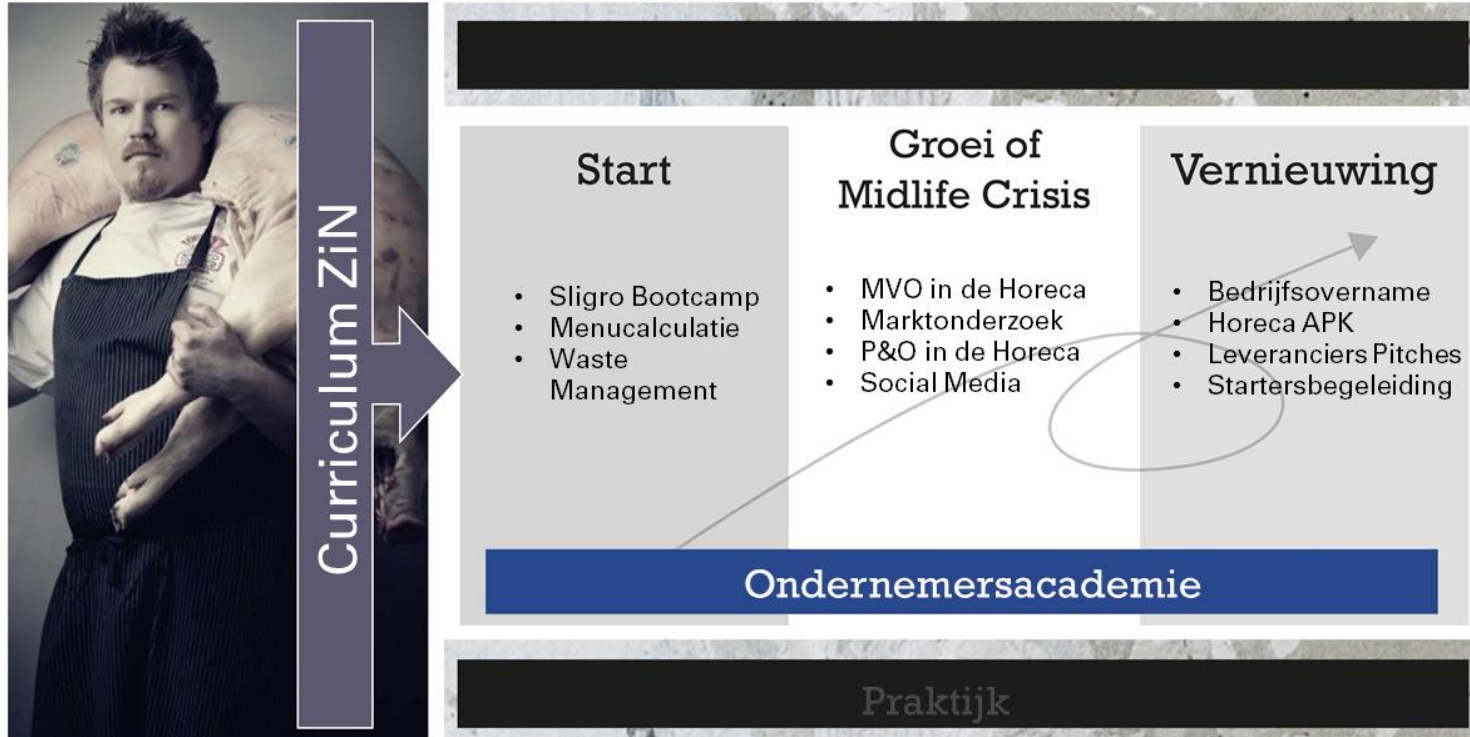 Curriculum ZiN
Start
• Sligro Bootcamp
• Menucalculatie
• Waste
Management
Groei of
Midlife Crisis
• MVO in de Horeca
• Marktonderzoek
• P&O in de Horeca
• Social Media
Vernieuwing
• Bedrijfsovername
• Horeca APK
• Leveranciers Pitches
• Startersbegeleiding
Ondernemersacademie
Praktijk